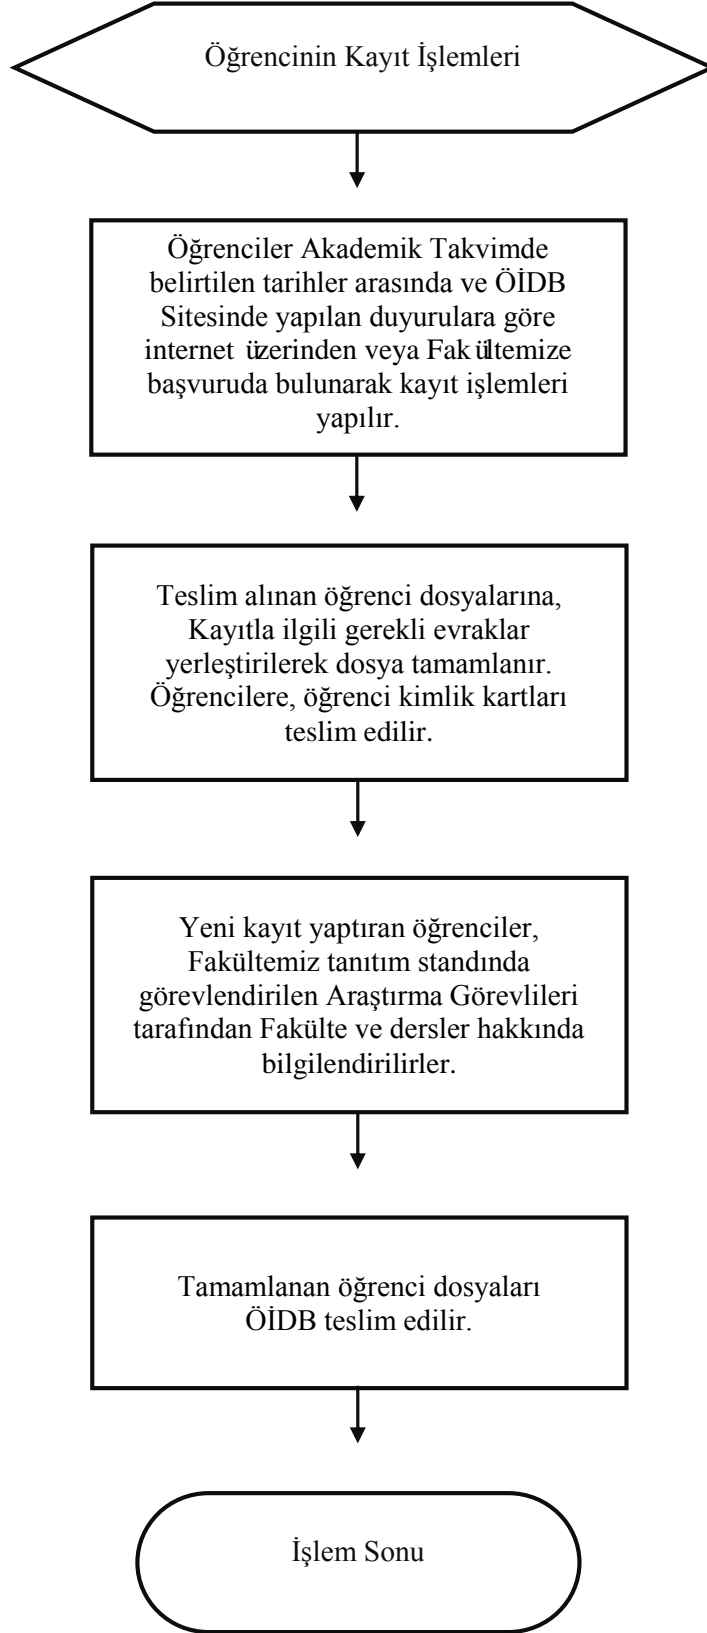 Öğrencinin Kayıt İşlemleri
Öğrenciler Akademik Takvimde
belirtilen tarihler arasında ve ÖİDB
Sitesinde yapılan duyurulara göre
internet üzerinden veya Fakültemize
başvuruda bulunarak kayıt işlemleri
yapılır.
Teslim alınan öğrenci dosyalarına,
Kayıtla ilgili gerekli evraklar
yerleştirilerek dosya tamamlanır.
Öğrencilere, öğrenci kimlik kartları
teslim edilir.
Yeni kayıt yaptıran öğrenciler,
Fakültemiz tanıtım standında
görevlendirilen Araştırma Görevlileri
tarafından Fakülte ve dersler hakkında
bilgilendirilirler.
Tamamlanan öğrenci dosyaları
ÖİDB teslim edilir.
İşlem Sonu